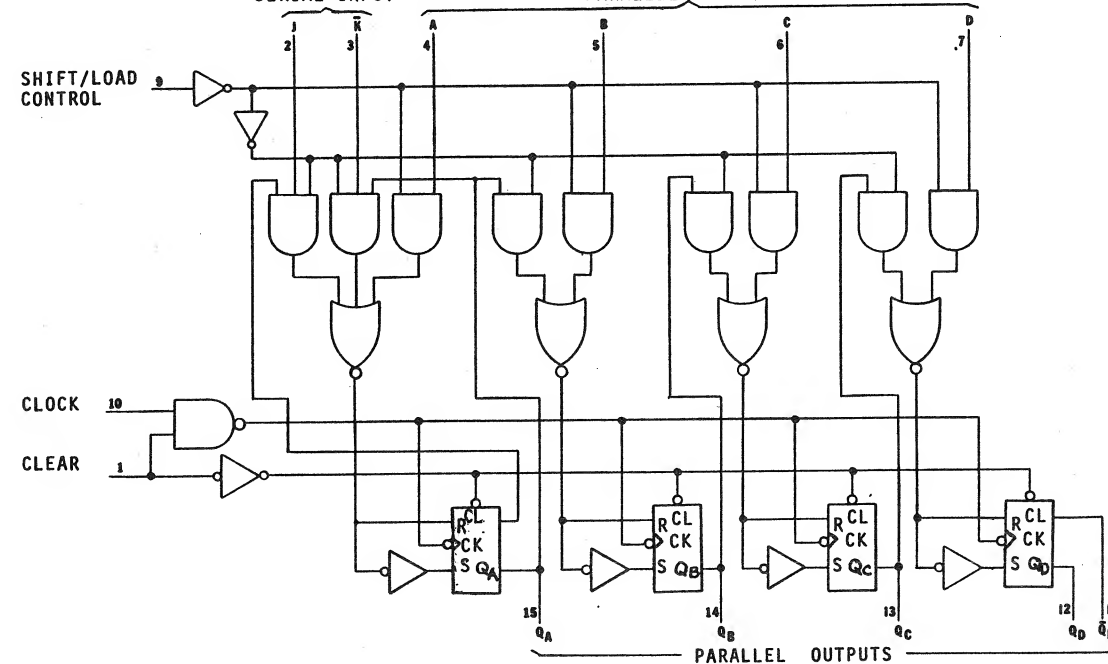 J K̅ A B C D
2 3 4 5 6 7
SHIFT/LOAD 9
CONTROL
CLOCK 10
CLEAR 1
R CL R CL R CL R CL
CK CK CK CK
S QA S QB S QC S QD
15 14 13 12
QA QB QC QD
PARALLEL OUTPUTS